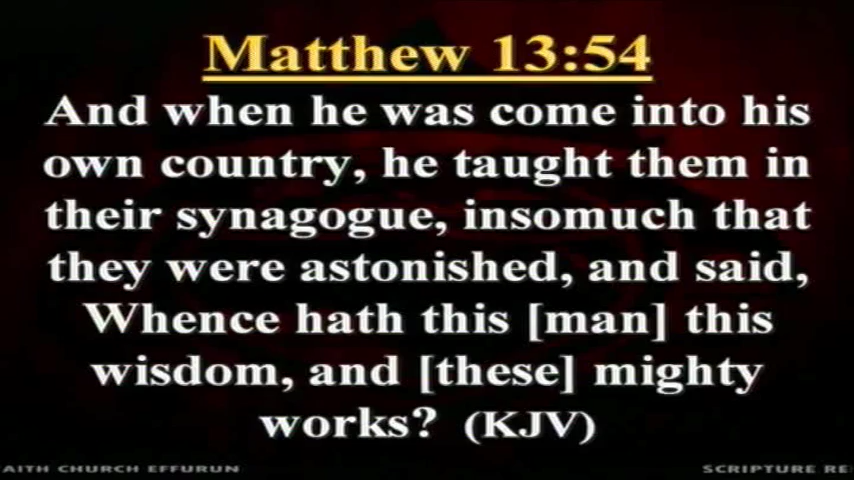 Matthew 13:54
And when he was come into his
own country, he taught them in
their synagogue, insomuch that
they were astonished, and said,
Whence hath this [man] this
wisdom, and [these] mighty
works? (KJV)
AITH CHURCH EFFURUN
SCRIPTURE RE